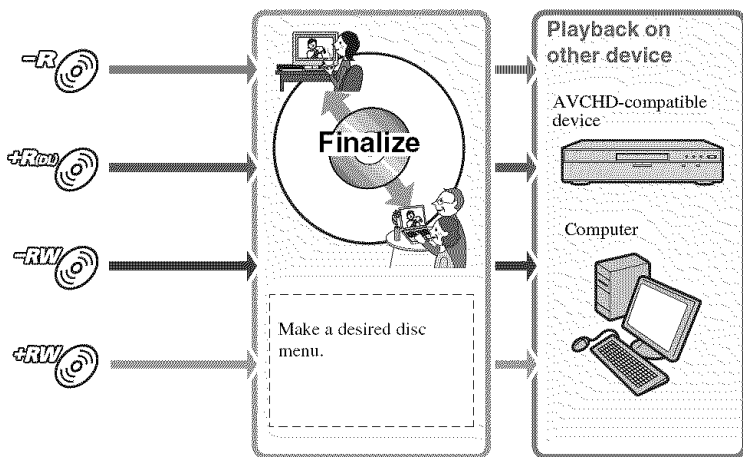 -R
+R(DL)
-RW
+RW
Finalize
Make a desired disc
menu.
Playback on
other device
AVCHD-compatible
device
Computer